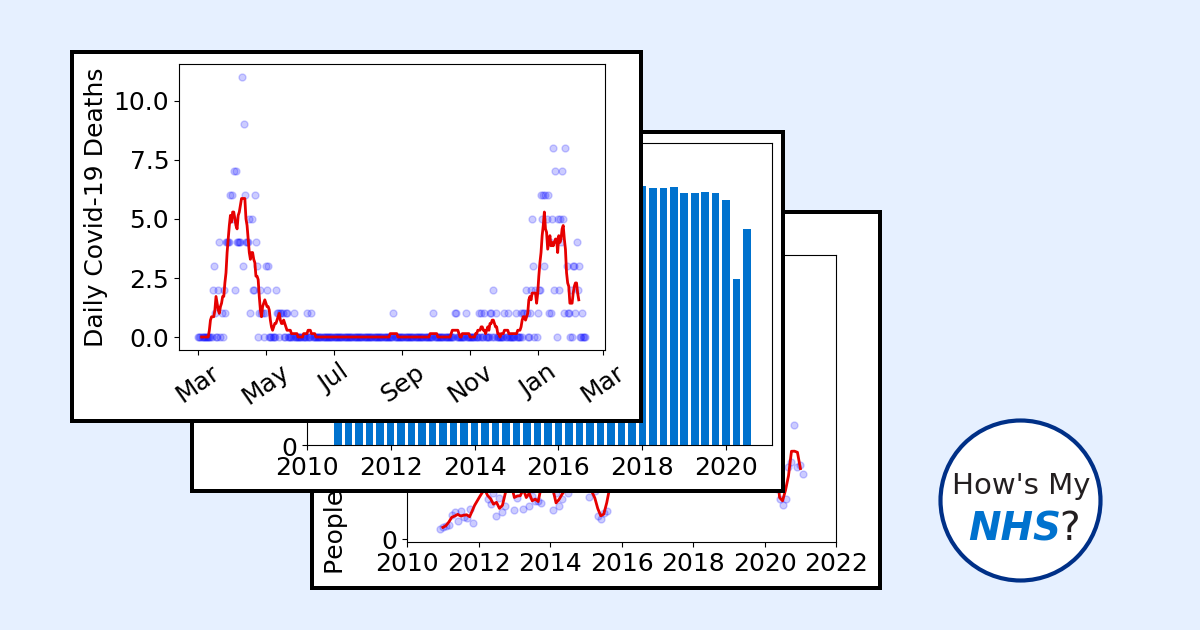 Daily Covid-19 Deaths
10.0
7.5
5.0
2.5
0.0
Mar May Jul Sep Nov Jan Mar
0
2010 2012 2014 2016 2018 2020
People
0
2010 2012 2014 2016 2018 2020 2022
How's My
NHS?